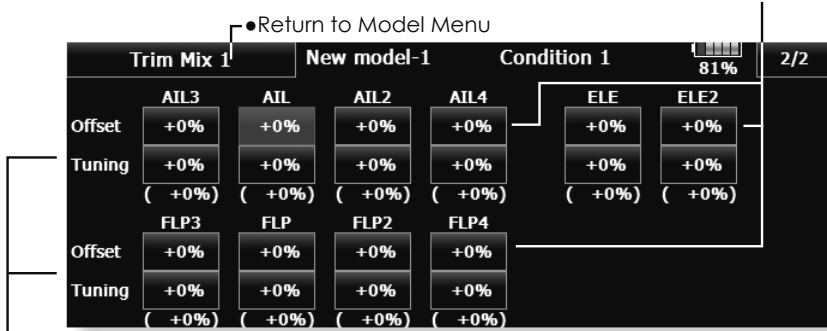 ●Return to Model Menu
Trim Mix 1 New model-1 Condition 1 81% 2/2
AIL3 AIL AIL2 AIL4 ELE ELE2
Offset +0% +0% +0% +0% +0% +0%
Tuning +0% +0% +0% +0% +0% +0%
( +0%) ( +0%) ( +0%) ( +0%) ( +0%) ( +0%)
FLP3 FLP FLP2 FLP4
Offset +0% +0% +0% +0%
Tuning +0% +0% +0% +0%
( +0%) ( +0%) ( +0%) ( +0%)